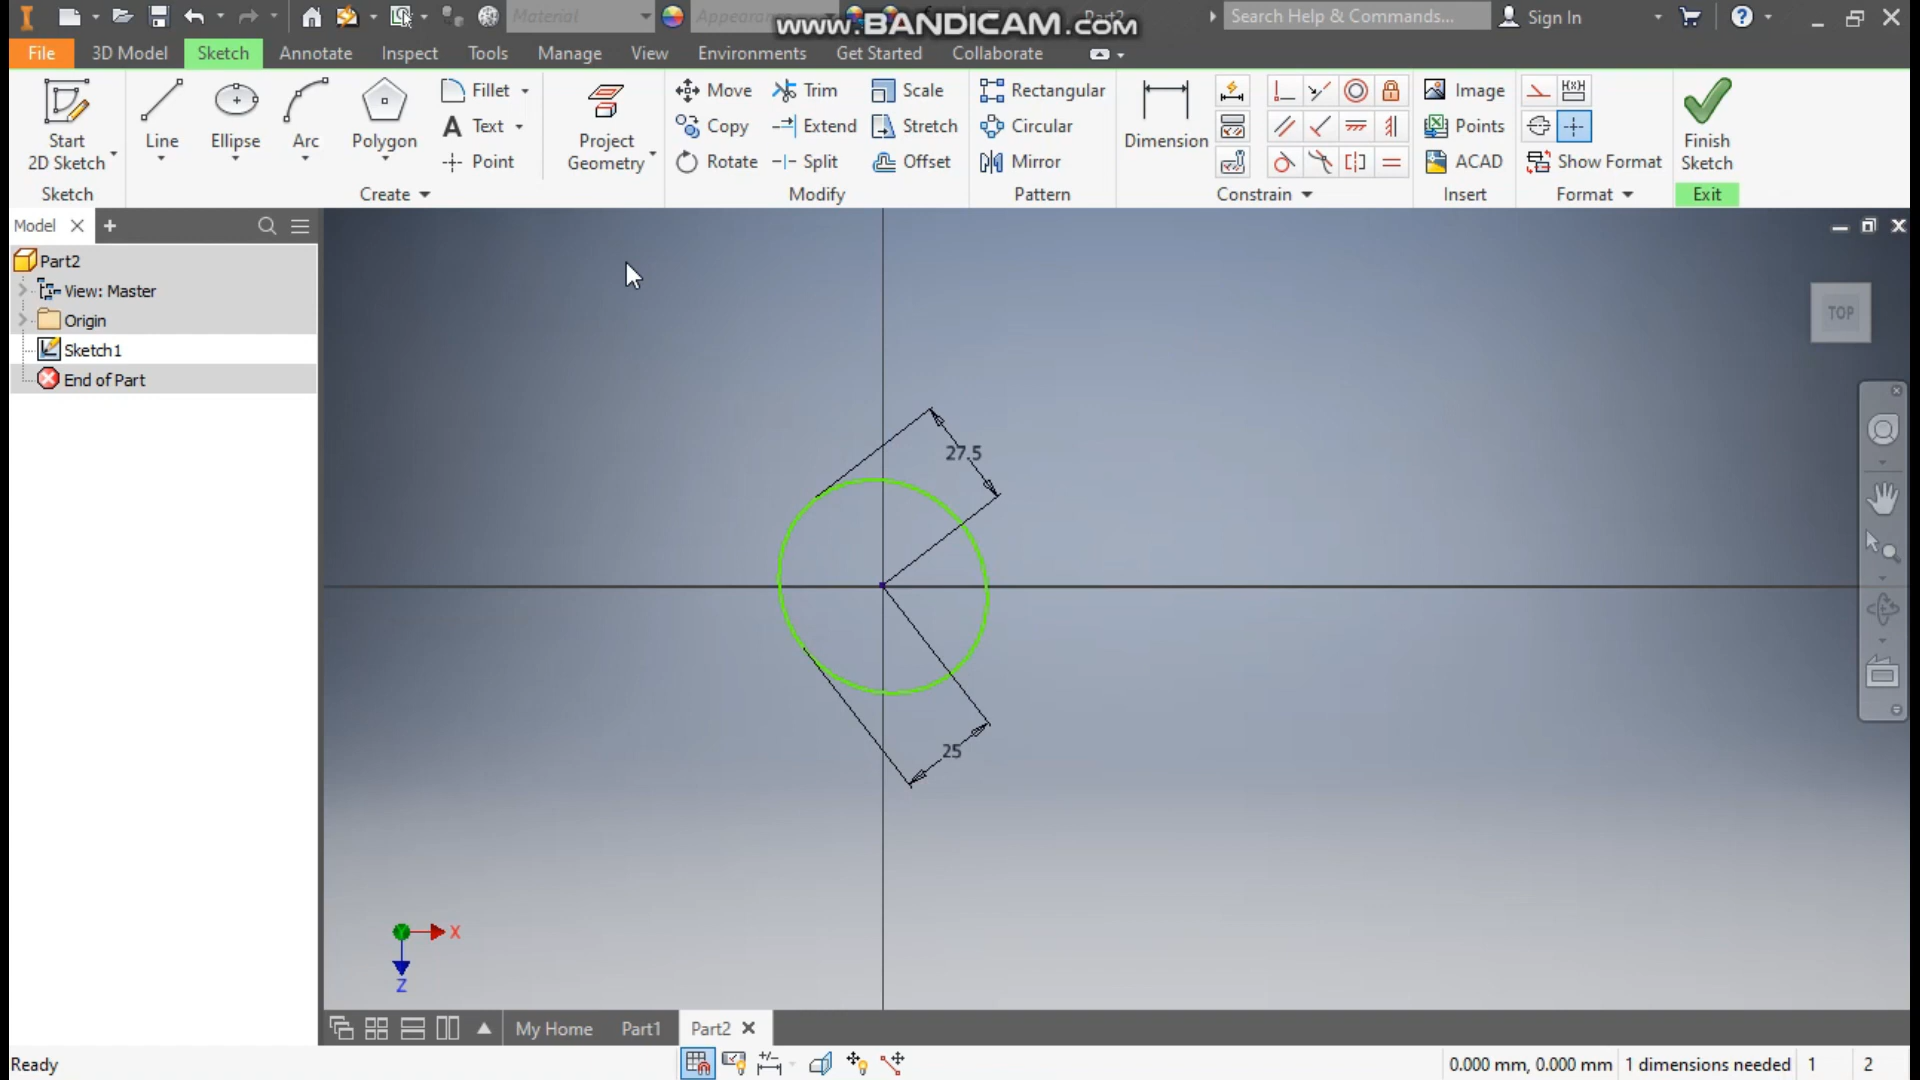 Material
Appearance
www.BANDICAM.com
Part2
Search Help & Commands...
Sign In
File
3D Model
Sketch
Annotate
Inspect
Tools
Manage
View
Environments
Get Started
Collaborate
Start
2D Sketch
Line
Ellipse
Arc
Polygon
Fillet
Text
Point
Project
Geometry
Move
Copy
Rotate
Trim
Extend
Split
Scale
Stretch
Offset
Rectangular
Circular
Mirror
Dimension
Image
Points
ACAD
Show Format
Finish
Sketch
Sketch
Create
Modify
Pattern
Constrain
Insert
Format
Exit
Model
Part2
View: Master
Origin
Sketch1
End of Part
TOP
27.5
25
X
Z
My Home
Part1
Part2
Ready
0.000 mm, 0.000 mm
1 dimensions needed
1
2